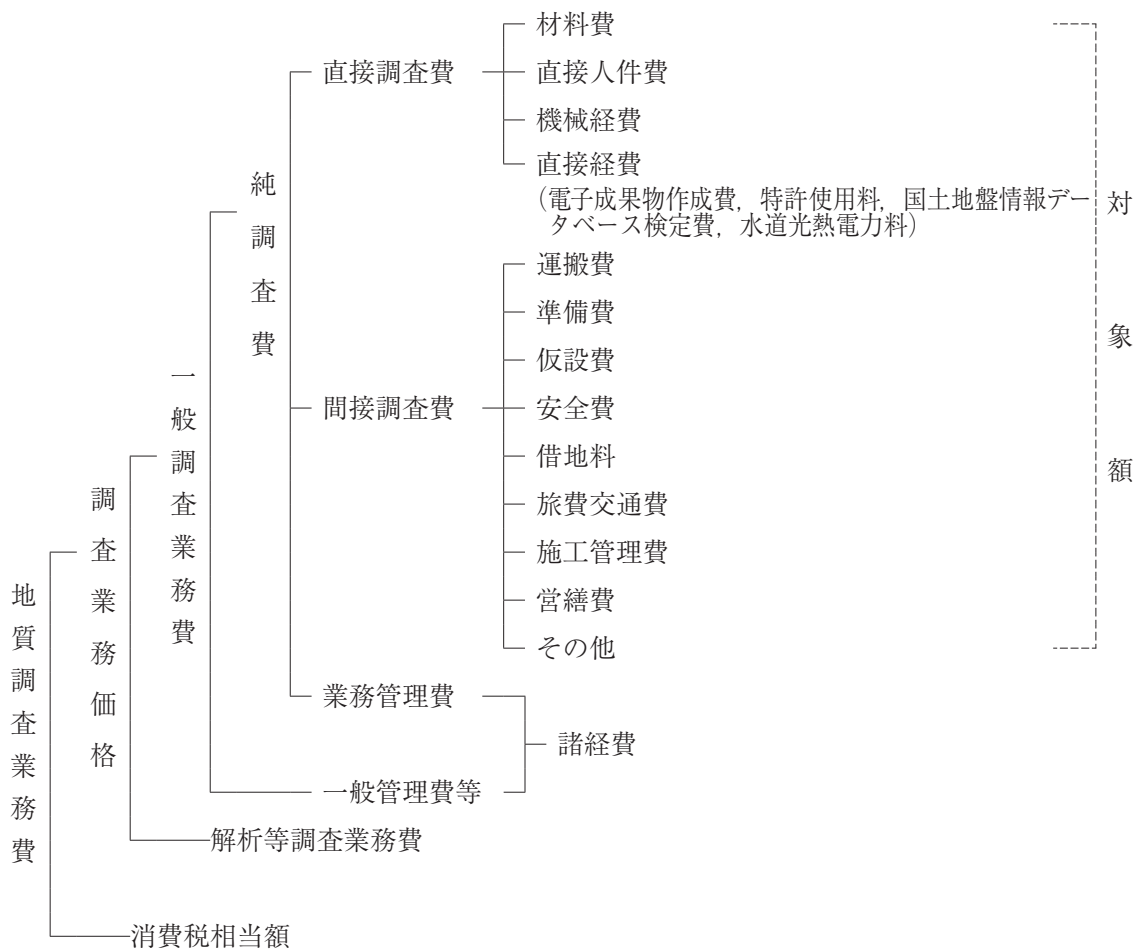 材料費
直接調査費
直接人件費
機械経費
直接経費
（電子成果物作成費，特許使用料，国土地盤情報デー
タベース検定費，水道光熱電力料）
運搬費
準備費
仮設費
間接調査費
安全費
借地料
旅費交通費
施工管理費
営繕費
その他
対象額
純調査費
業務管理費
諸経費
一般管理費等
一般調査業務費
解析等調査業務費
調査業務価格
消費税相当額
地質調査業務費